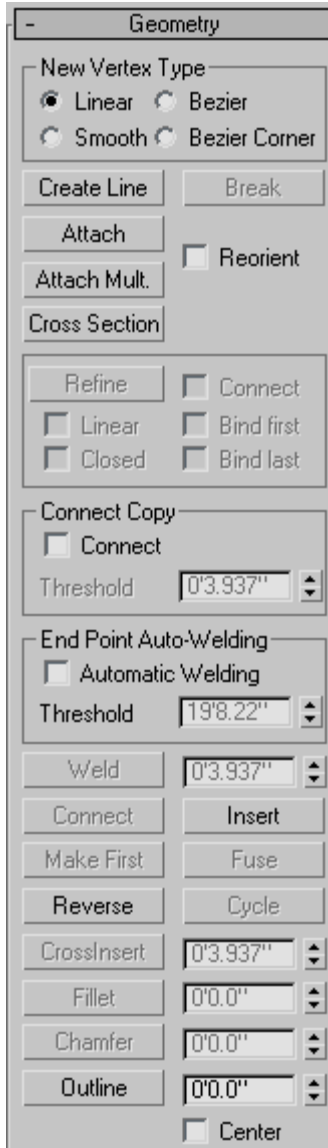 - Geometry
New Vertex Type
Linear Bezier
Smooth Bezier Corner
Create Line Break
Attach
Reorient
Attach Mult.
Cross Section
Refine Connect
Linear Bind first
Closed Bind last
Connect Copy
Connect
Threshold 0'3.937"
End Point Auto-Welding
Automatic Welding
Threshold 19'8.22"
Weld 0'3.937"
Connect Insert
Make First Fuse
Reverse Cycle
CrossInsert 0'3.937"
Fillet 0'0.0"
Chamfer 0'0.0"
Outline 0'0.0"
Center